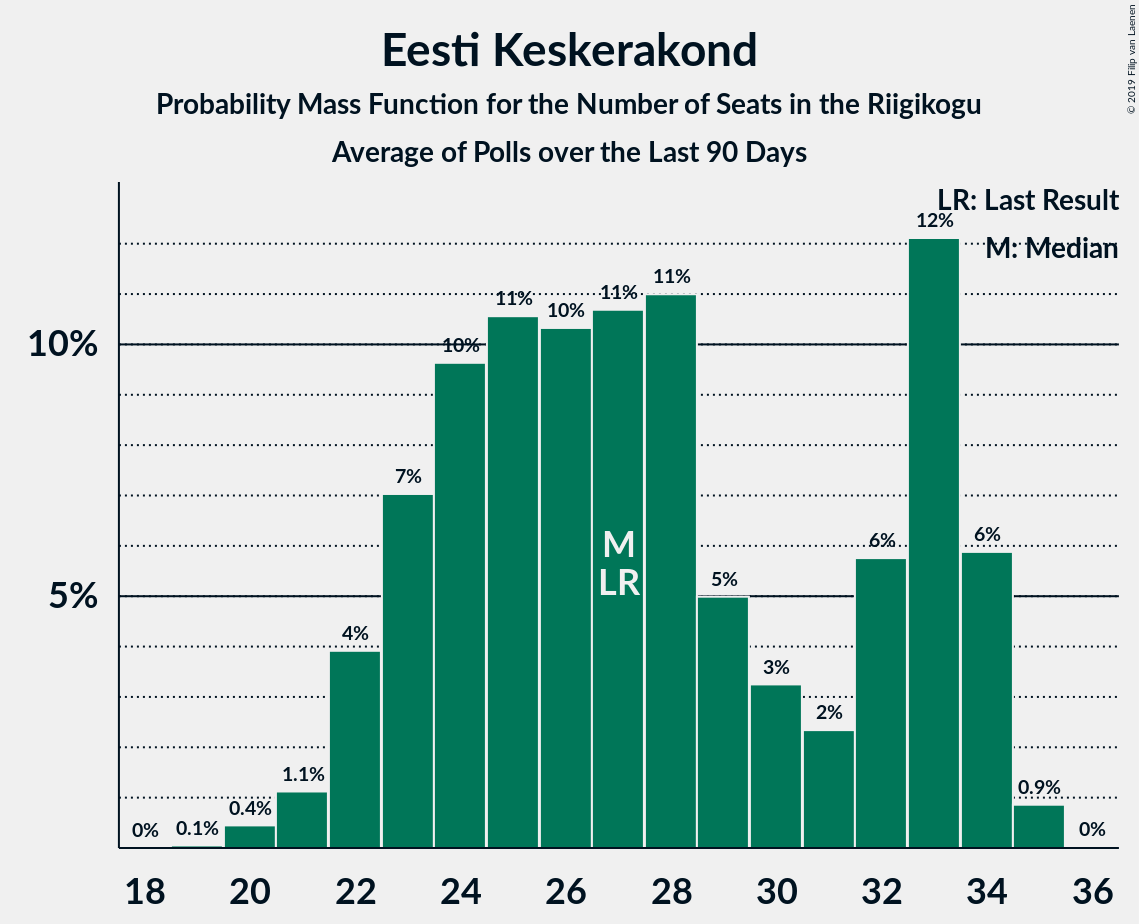 Eesti Keskerakond
Probability Mass Function for the Number of Seats in the Riigikogu
Average of Polls over the Last 90 Days
© 2019 Filip van Laenen
LR: Last Result
M: Median
10%
5%
0%
0.1%
0.4%
1.1%
4%
7%
10%
11%
10%
11%
11%
5%
3%
2%
6%
12%
6%
0.9%
0%
M
LR
18 20 22 24 26 28 30 32 34 36